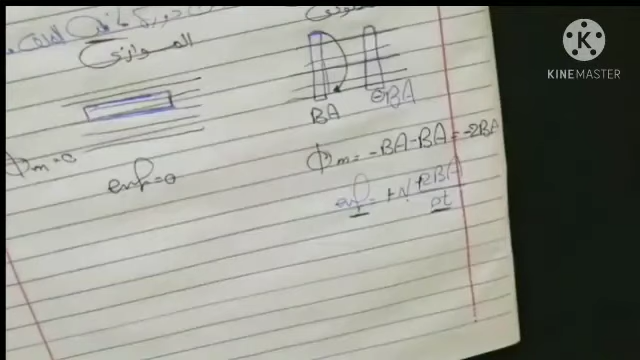 الموازي
BA
⊖BA
Φm = 0
emf = 0
Φm = -BA - BA = -2BA
emf = +N 2BA / Δt
K
KINEMASTER